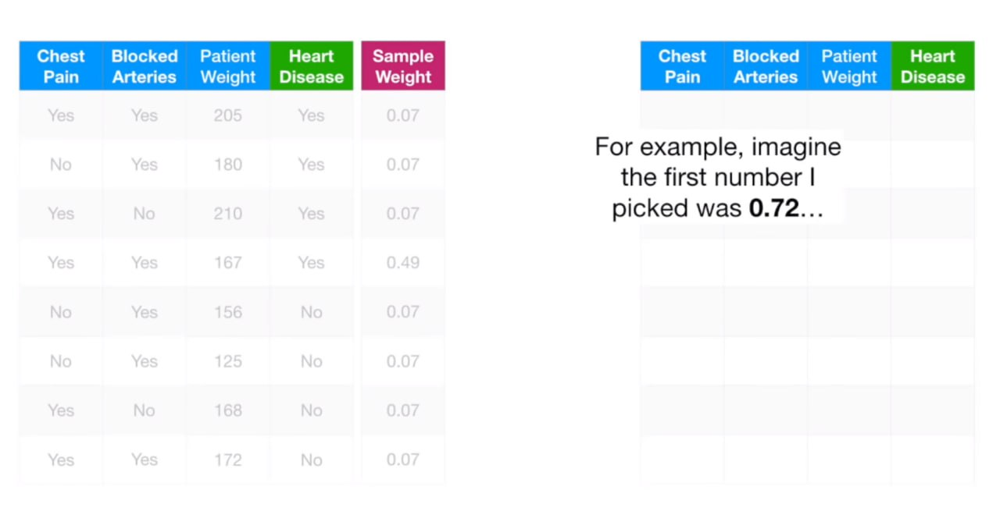 Chest Pain Blocked Arteries Patient Weight Heart Disease Sample Weight
Yes Yes 205 Yes 0.07
No Yes 180 Yes 0.07
Yes No 210 Yes 0.07
Yes Yes 167 Yes 0.49
No Yes 156 No 0.07
No Yes 125 No 0.07
Yes No 168 No 0.07
Yes Yes 172 No 0.07
Chest Pain Blocked Arteries Patient Weight Heart Disease
For example, imagine
the first number I
picked was 0.72...